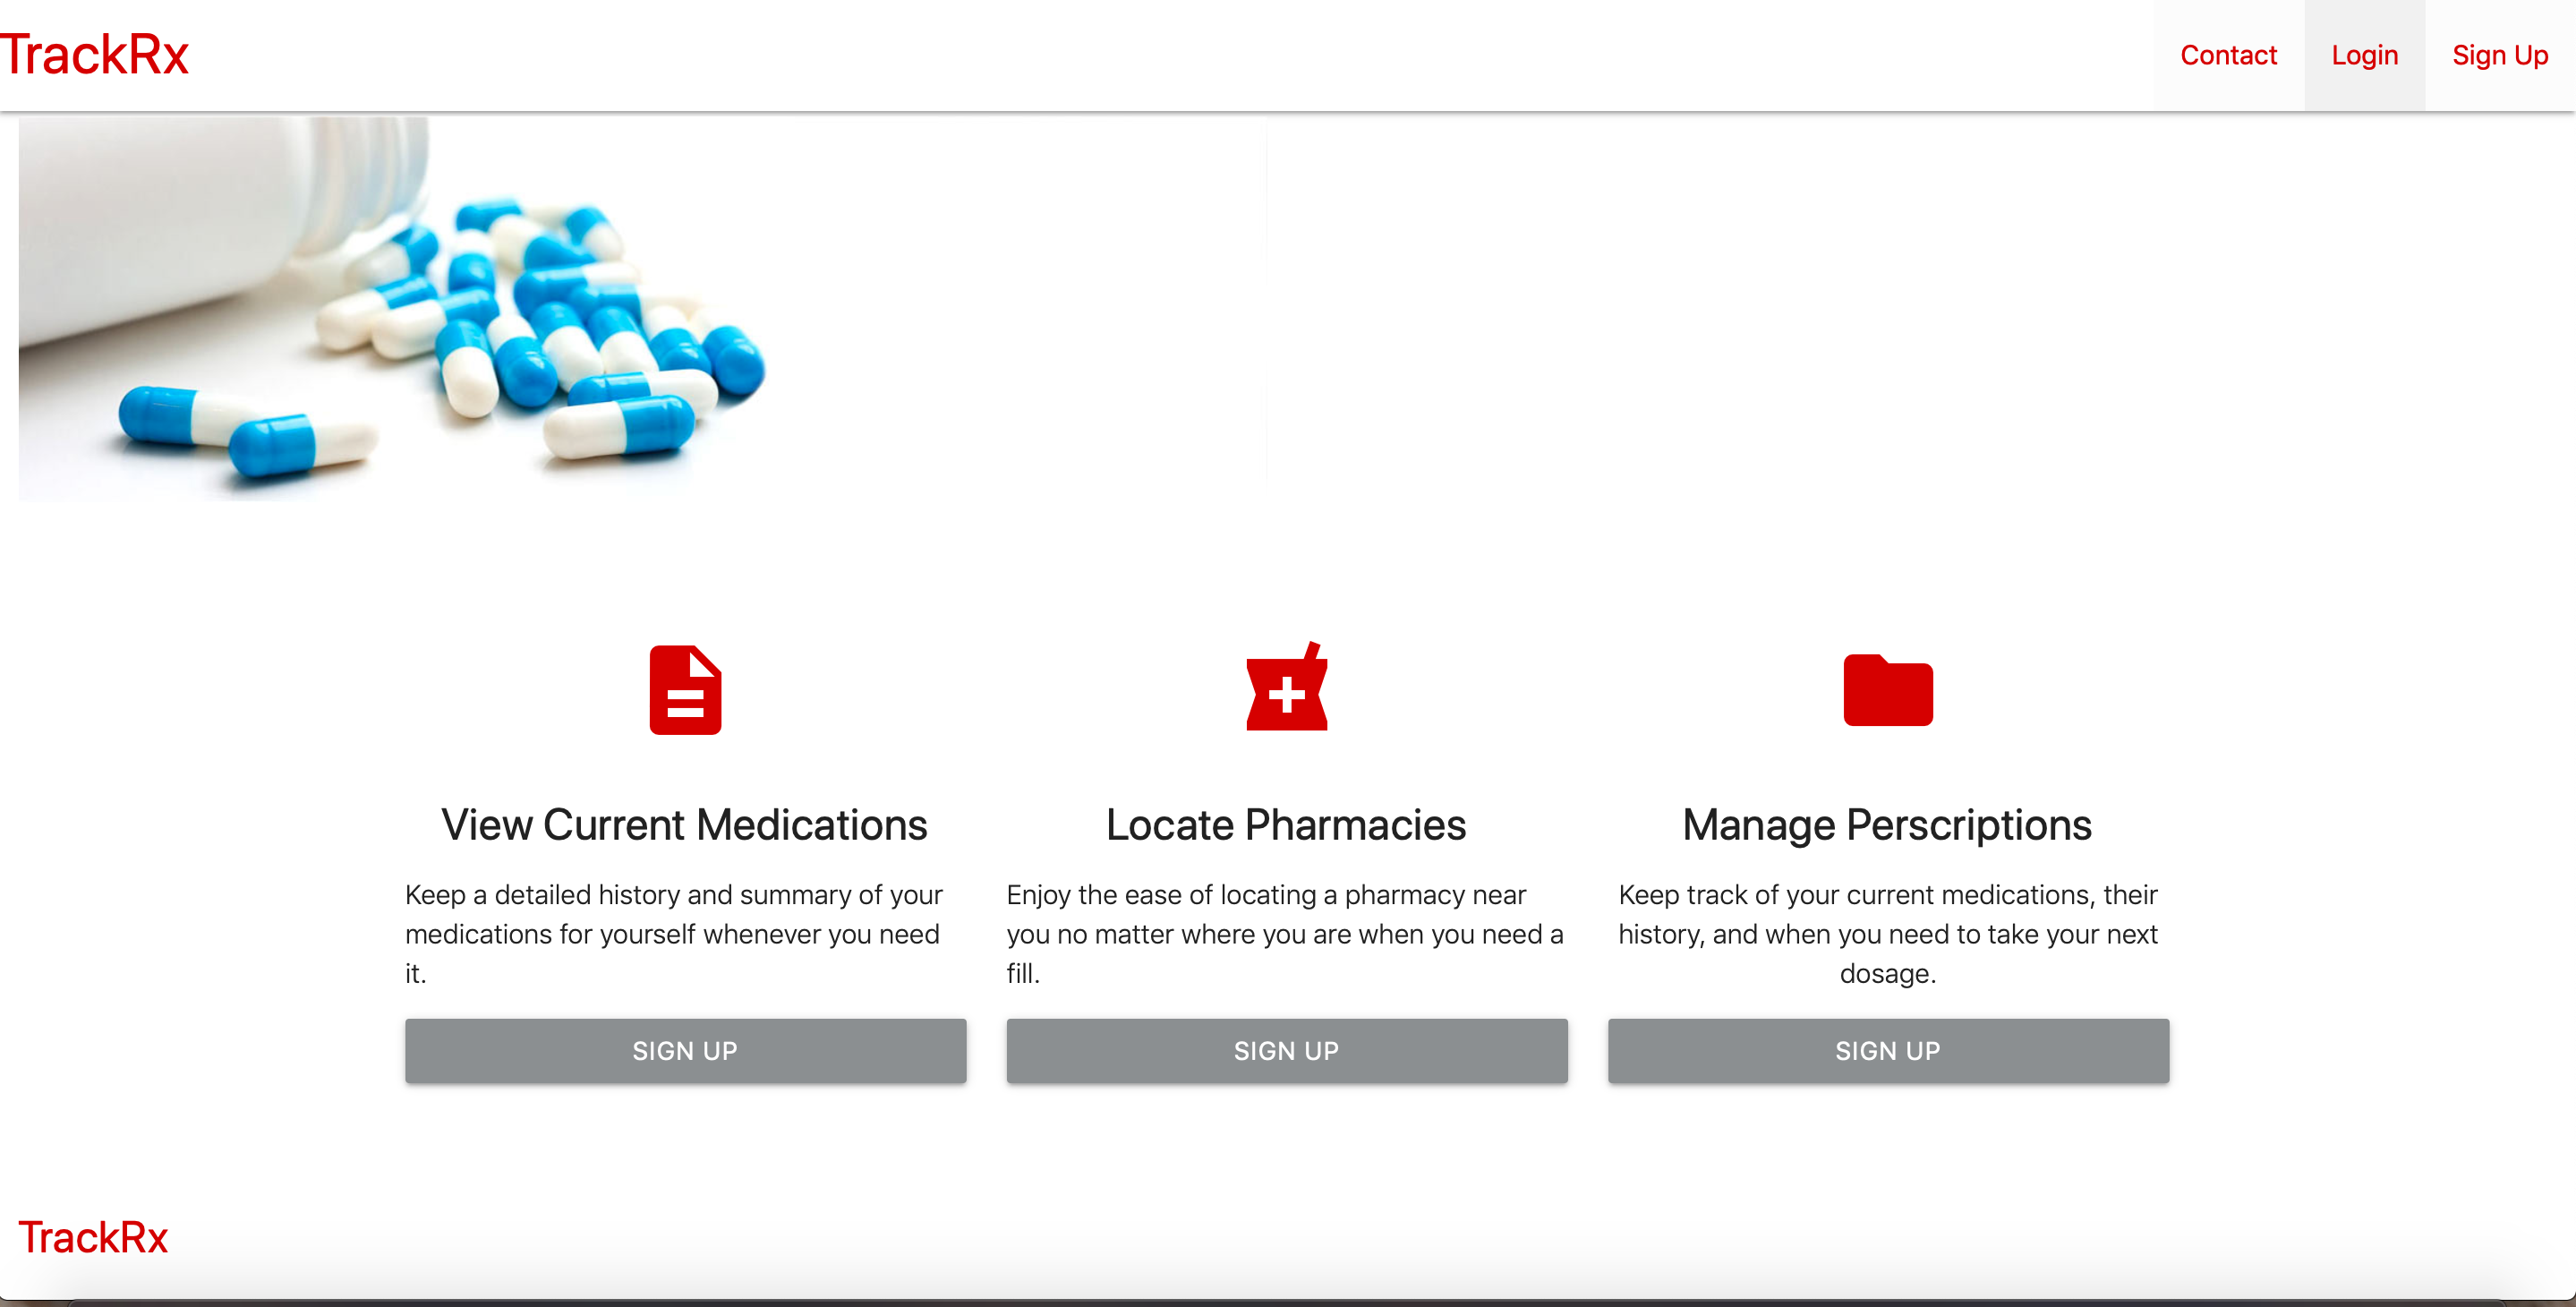 TrackRx
Contact
Login
Sign Up
View Current Medications
Keep a detailed history and summary of your
medications for yourself whenever you need
it.
SIGN UP
Locate Pharmacies
Enjoy the ease of locating a pharmacy near
you no matter where you are when you need a
fill.
SIGN UP
Manage Perscriptions
Keep track of your current medications, their
history, and when you need to take your next
dosage.
SIGN UP
TrackRx